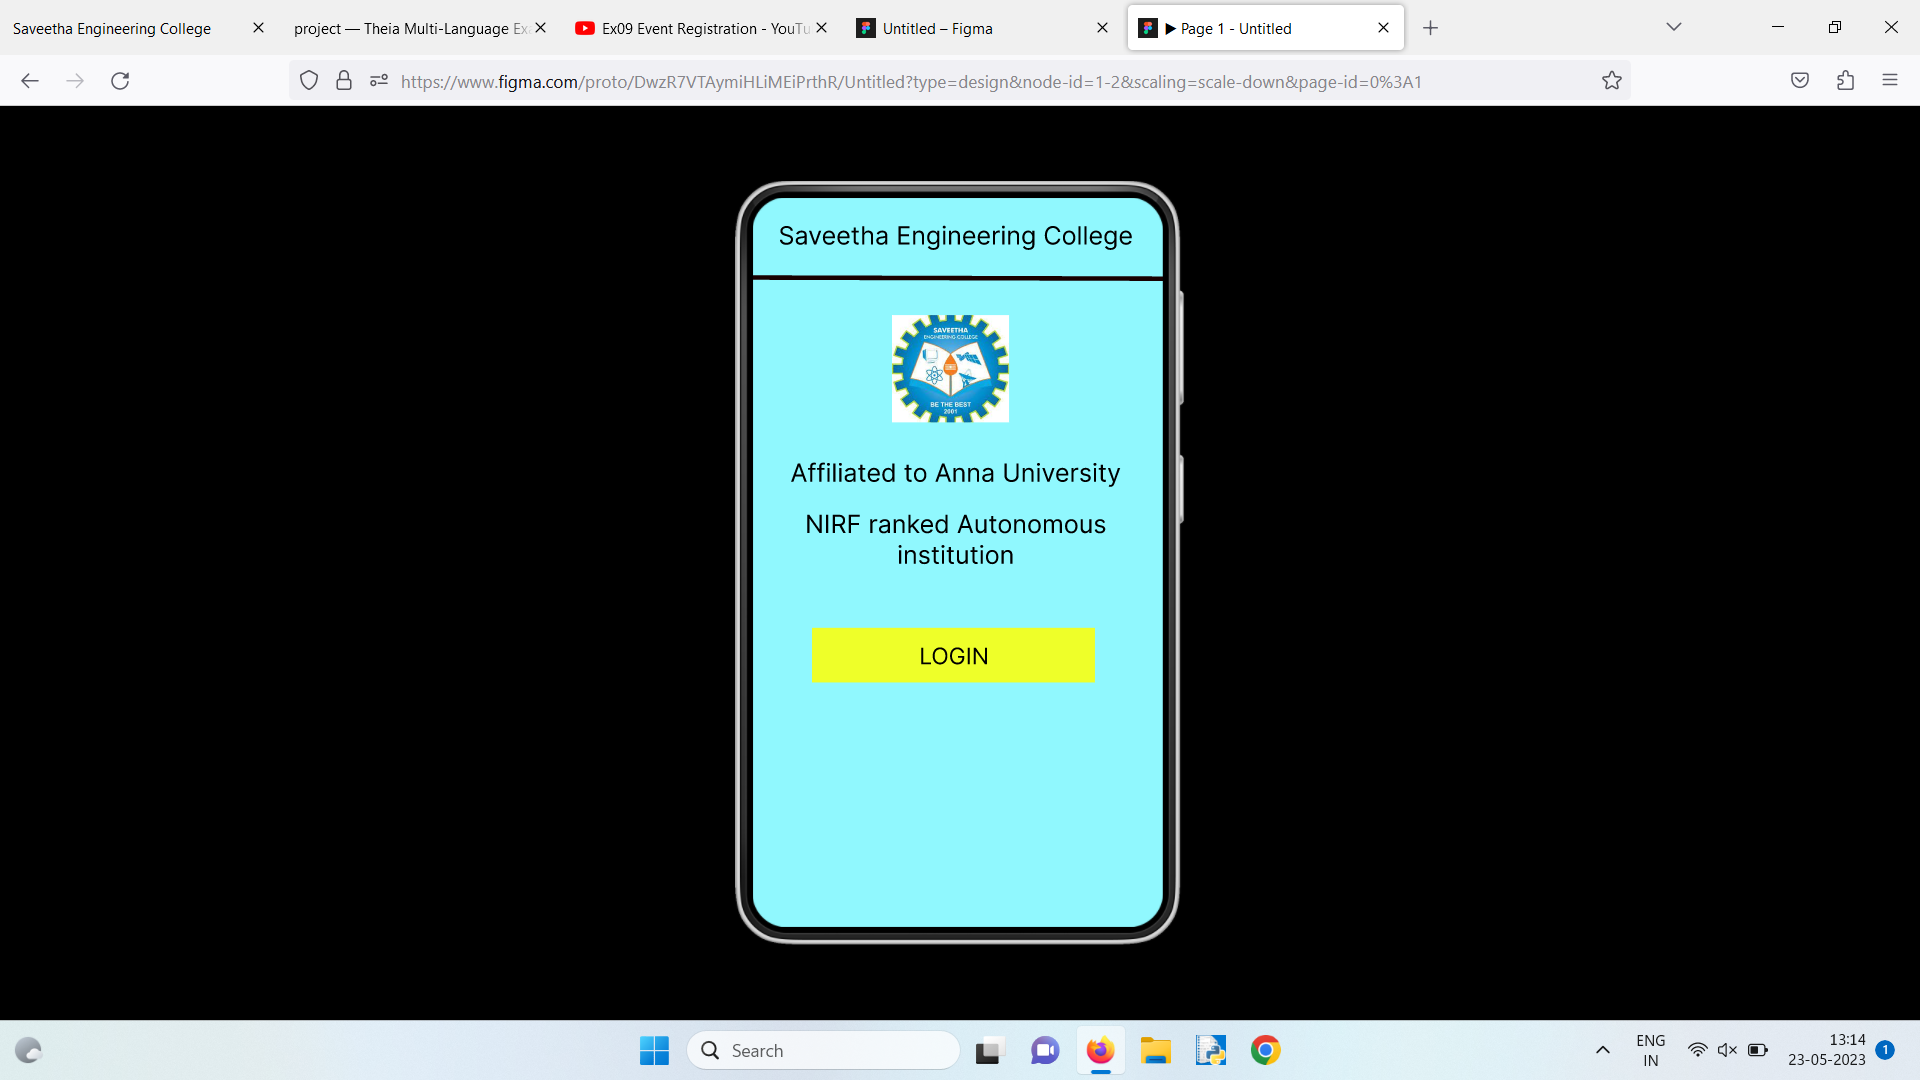 Saveetha Engineering College
project — Theia Multi-Language Ex
Ex09 Event Registration - YouTu
Untitled – Figma
Page 1 - Untitled
https://www.figma.com/proto/DwzR7VTAymiHLiMEiPrthR/Untitled?type=design&node-id=1-2&scaling=scale-down&page-id=0%3A1
Saveetha Engineering College
SAVEETHA
ENGINEERING COLLEGE
BE THE BEST
2001
Affiliated to Anna University
NIRF ranked Autonomous
institution
LOGIN
Search
ENG
IN
13:14
23-05-2023
1